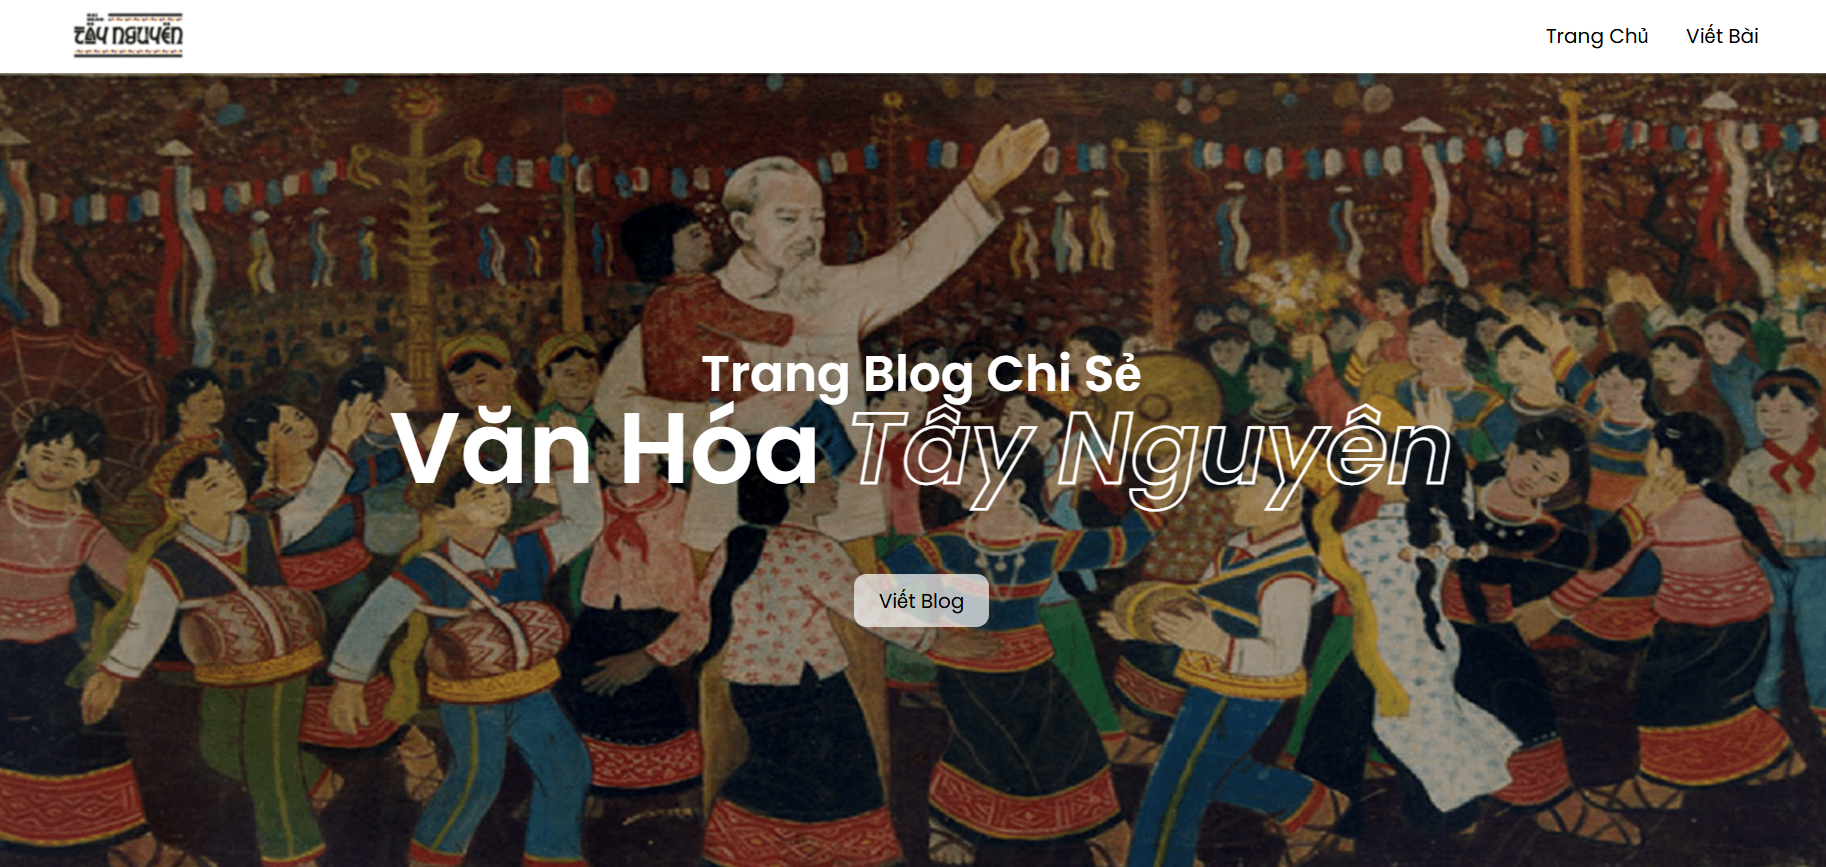 TÂY NGUYÊN
Trang Chủ
Viết Bài
Trang Blog Chi Sẻ
Văn Hóa Tây Nguyên
Viết Blog